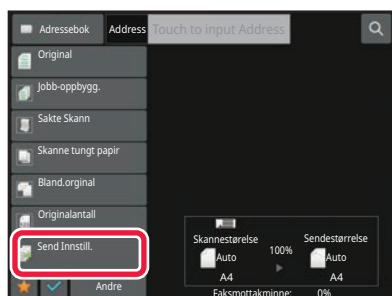 Adressebok Address Touch to input Address
Original
Jobb-oppbygg.
Sakte Skann
Skanne tungt papir
Bland.orginal
Originalantall
Send Innstill.
Andre
Skannestørelse 100% Sendestørrelse
Auto Auto
A4 A4
Faksmottakminne: 0%